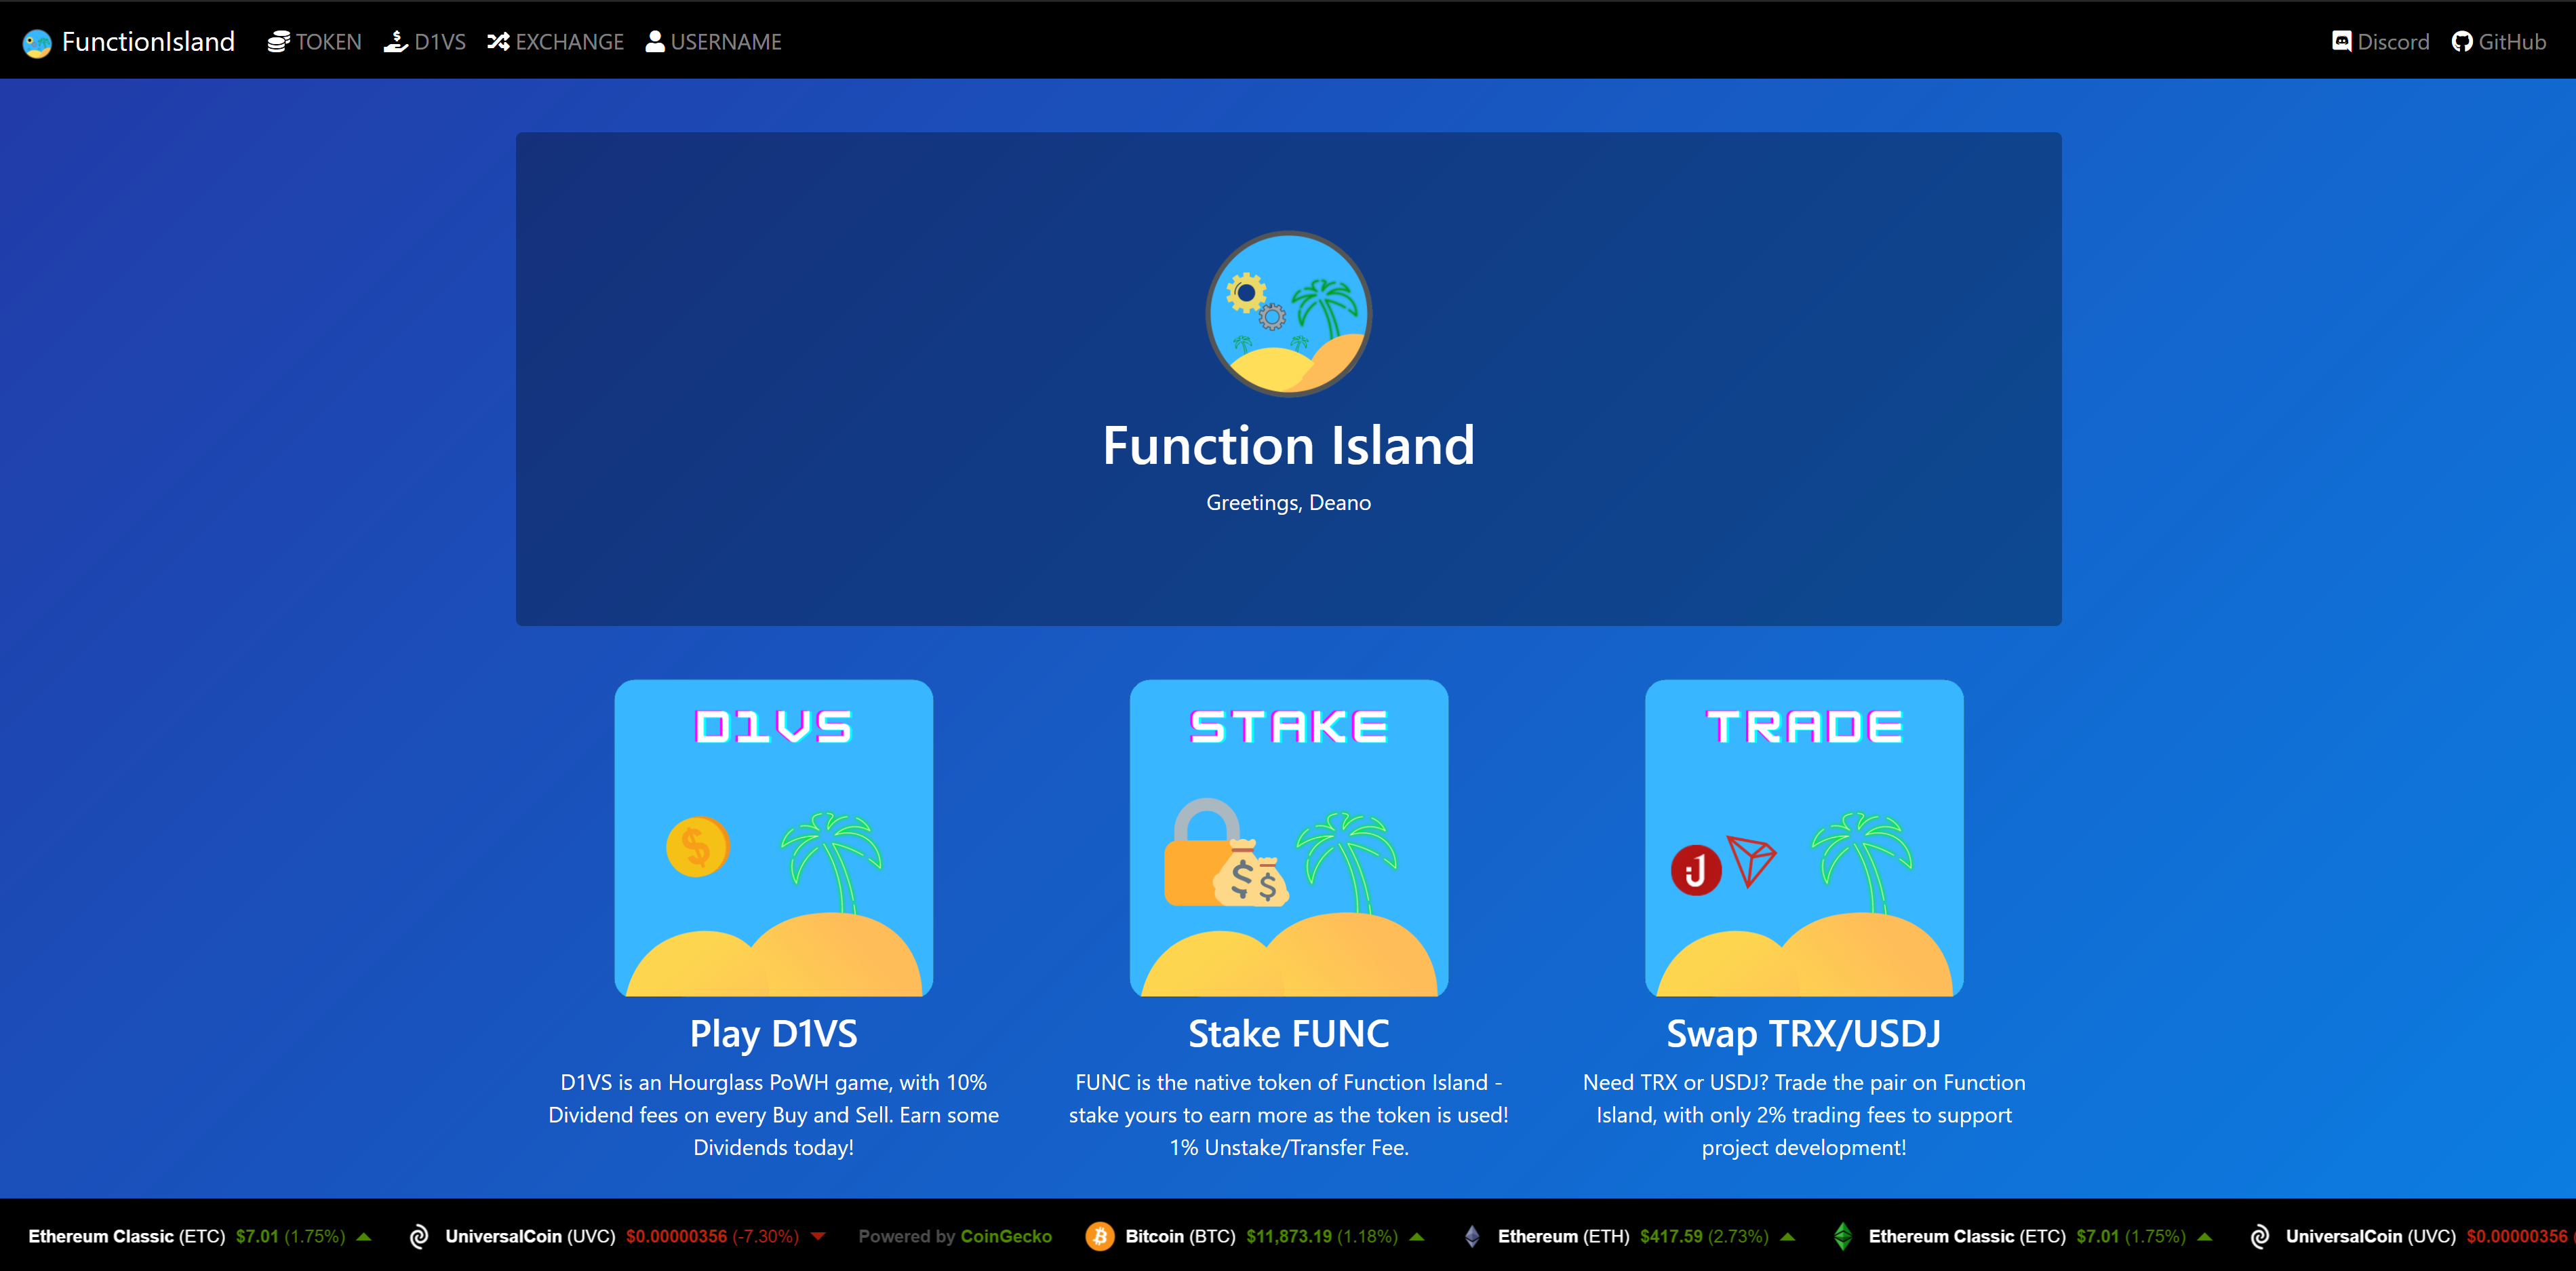 FunctionIsland TOKEN D1VS EXCHANGE USERNAME Discord GitHub
Function Island
Greetings, Deano
D1VS
STAKE
TRADE
Play D1VS
D1VS is an Hourglass PoWH game, with 10%
Dividend fees on every Buy and Sell. Earn some
Dividends today!
Stake FUNC
FUNC is the native token of Function Island -
stake yours to earn more as the token is used!
1% Unstake/Transfer Fee.
Swap TRX/USDJ
Need TRX or USDJ? Trade the pair on Function
Island, with only 2% trading fees to support
project development!
Ethereum Classic (ETC) $7.01 (1.75%) UniversalCoin (UVC) $0.00000356 (-7.30%) Powered by CoinGecko Bitcoin (BTC) $11,873.19 (1.18%) Ethereum (ETH) $417.59 (2.73%) Ethereum Classic (ETC) $7.01 (1.75%) UniversalCoin (UVC) $0.00000356